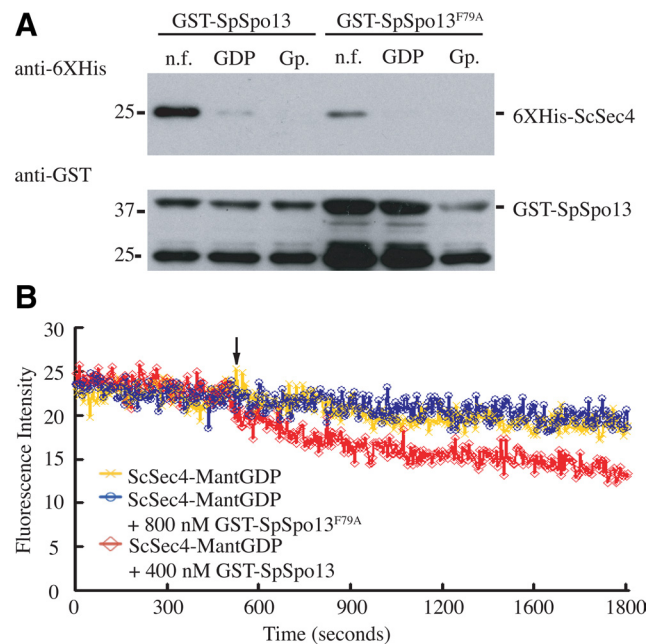 A
GST-SpSpo13 GST-SpSpo13F79A
anti-6XHis
n.f. GDP Gp. n.f. GDP Gp.
25 6XHis-ScSec4
anti-GST
37 GST-SpSpo13
25
B
30
25
20
15
10
5
0
Fluorescence Intensity
ScSec4-MantGDP
ScSec4-MantGDP
+ 800 nM GST-SpSpo13F79A
ScSec4-MantGDP
+ 400 nM GST-SpSpo13
0 300 600 900 1200 1600 1800
Time (seconds)